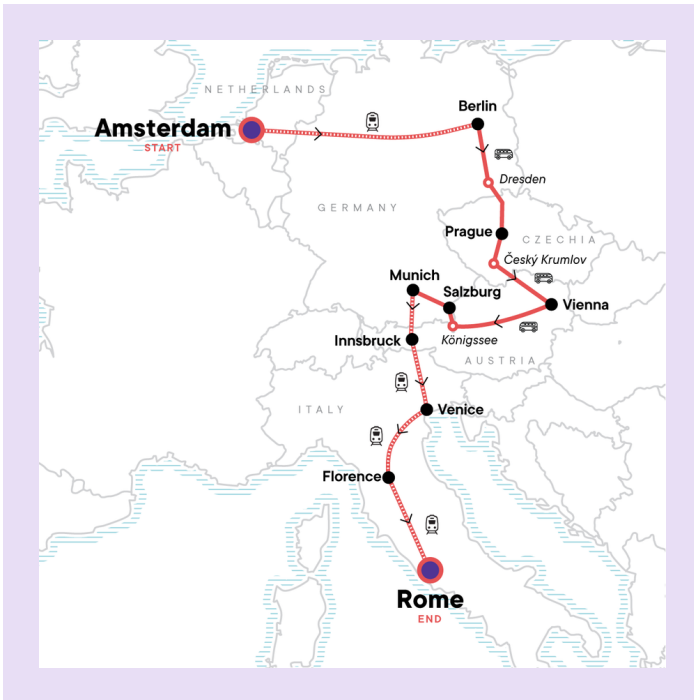 NETHERLANDS
Berlin
Amsterdam
START
Dresden
GERMANY
Prague
CZECHIA
Český Krumlov
Munich
Salzburg
Vienna
Innsbruck
Königssee
AUSTRIA
ITALY
Venice
Florence
Rome
END